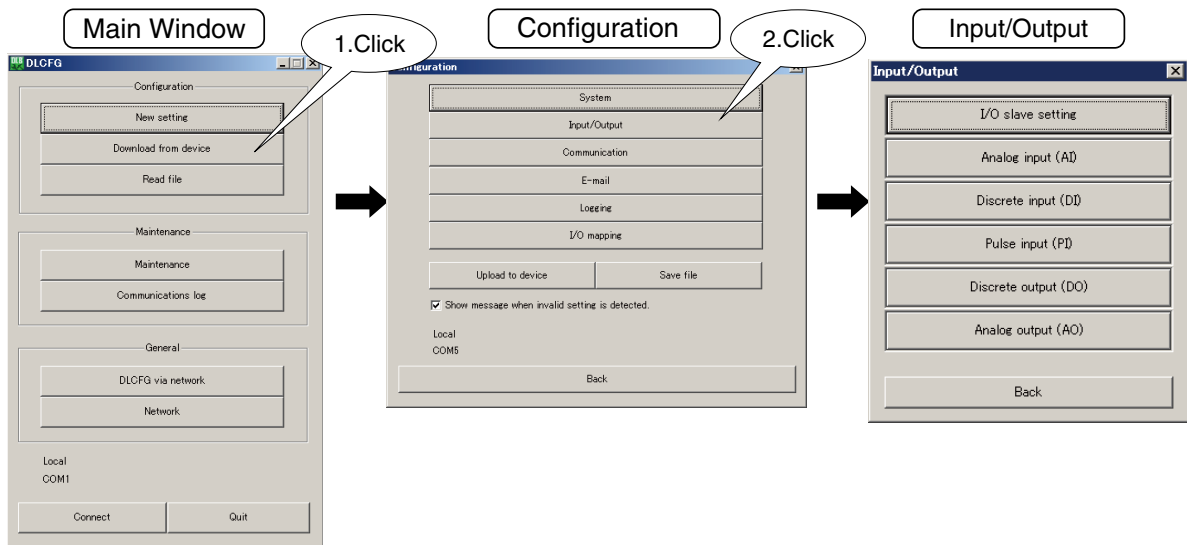 Main Window
1.Click
DLCFG
Configuration
New setting
Download from device
Read file
Maintenance
Maintenance
Communications log
General
DLCFG via network
Network
Local
COM1
Connect
Quit
Configuration
2.Click
System
Input/Output
Communication
E-mail
Logging
I/O mapping
Upload to device
Save file
Show message when invalid setting is detected.
Local
COM5
Back
Input/Output
Input/Output
I/O slave setting
Analog input (AI)
Discrete input (DI)
Pulse input (PI)
Discrete output (DO)
Analog output (AO)
Back